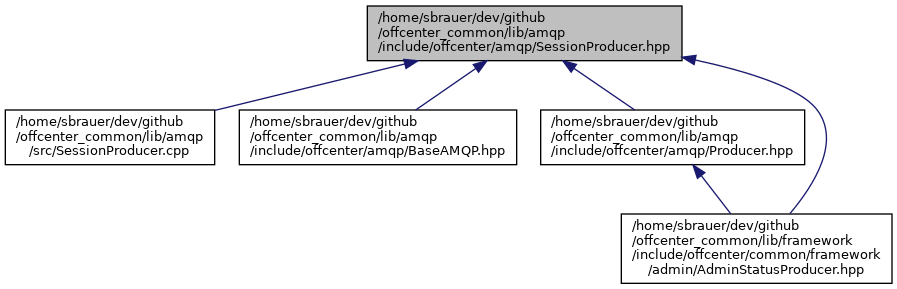 /home/sbrauer/dev/github
/offcenter_common/lib/amqp
/include/offcenter/amqp/SessionProducer.hpp
/home/sbrauer/dev/github
/offcenter_common/lib/amqp
/src/SessionProducer.cpp
/home/sbrauer/dev/github
/offcenter_common/lib/amqp
/include/offcenter/amqp/BaseAMQP.hpp
/home/sbrauer/dev/github
/offcenter_common/lib/amqp
/include/offcenter/amqp/Producer.hpp
/home/sbrauer/dev/github
/offcenter_common/lib/framework
/include/offcenter/common/framework
/admin/AdminStatusProducer.hpp